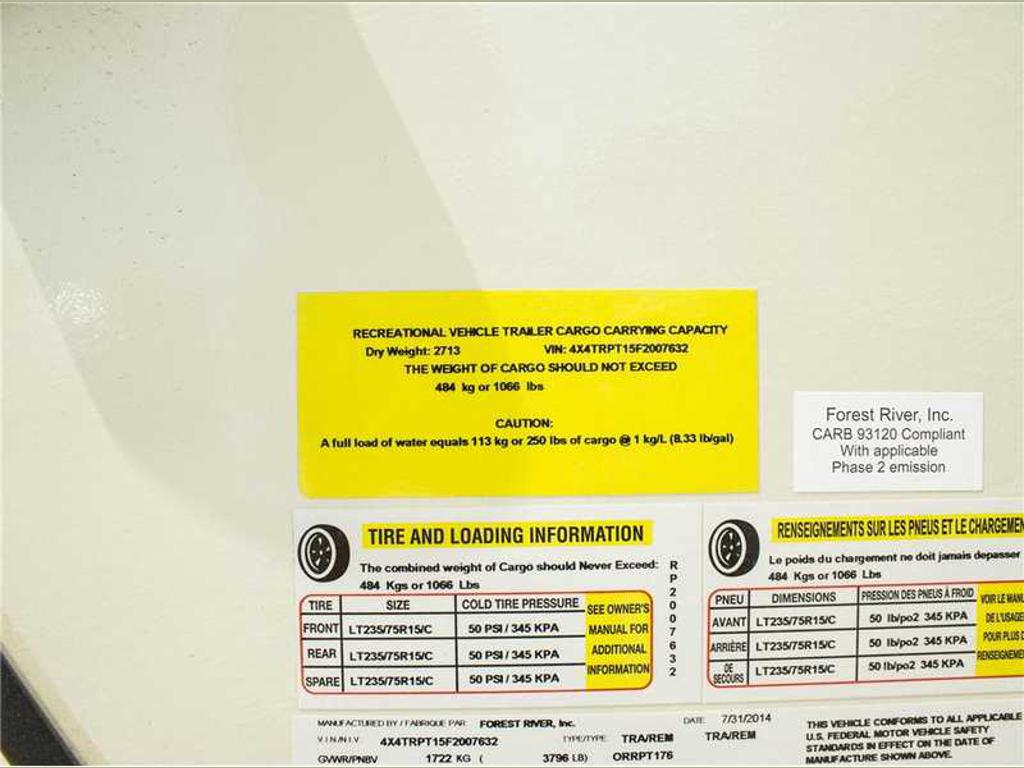 RECREATIONAL VEHICLE TRAILER CARGO CARRYING CAPACITY
Dry Weight: 2713 VIN: 4X4TRPT15F2007632
THE WEIGHT OF CARGO SHOULD NOT EXCEED
484 kg or 1066 lbs
CAUTION:
A full load of water equals 113 kg or 250 lbs of cargo @ 1 kg/L (8.33 lb/gal)
Forest River, Inc.
CARB 93120 Compliant
With applicable
Phase 2 emission
TIRE AND LOADING INFORMATION
The combined weight of Cargo should Never Exceed:
484 Kgs or 1066 Lbs
TIRE SIZE COLD TIRE PRESSURE
FRONT LT235/75R15/C 50 PSI / 345 KPA
REAR LT235/75R15/C 50 PSI / 345 KPA
SPARE LT235/75R15/C 50 PSI / 345 KPA
SEE OWNER'S
MANUAL FOR
ADDITIONAL
INFORMATION
RP2007632
RENSEIGNEMENTS SUR LES PNEUS ET LE CHARGEMEN
Le poids du chargement ne doit jamais depasser
484 Kgs or 1066 Lbs
PNEU DIMENSIONS PRESSION DES PNEUS À FROID
AVANT LT235/75R15/C 50 lb/po2 345 KPA
ARRIÈRE LT235/75R15/C 50 lb/po2 345 KPA
DE SECOURS LT235/75R15/C 50 lb/po2 345 KPA
VOIR LE MANU
DE L'USAGE
POUR PLUS D
RENSEIGNEME
MANUFACTURED BY / FABRIQUE PAR: FOREST RIVER, Inc. DATE: 7/31/2014
V.I.N./N.I.V.: 4X4TRPT15F2007632 TYPE/TYPE: TRA/REM TRA/REM
GVWR/PNBV 1722 KG ( 3796 LB) ORRPT176
THIS VEHICLE CONFORMS TO ALL APPLICABLE
U.S. FEDERAL MOTOR VEHICLE SAFETY
STANDARDS IN EFFECT ON THE DATE OF
MANUFACTURE SHOWN ABOVE.